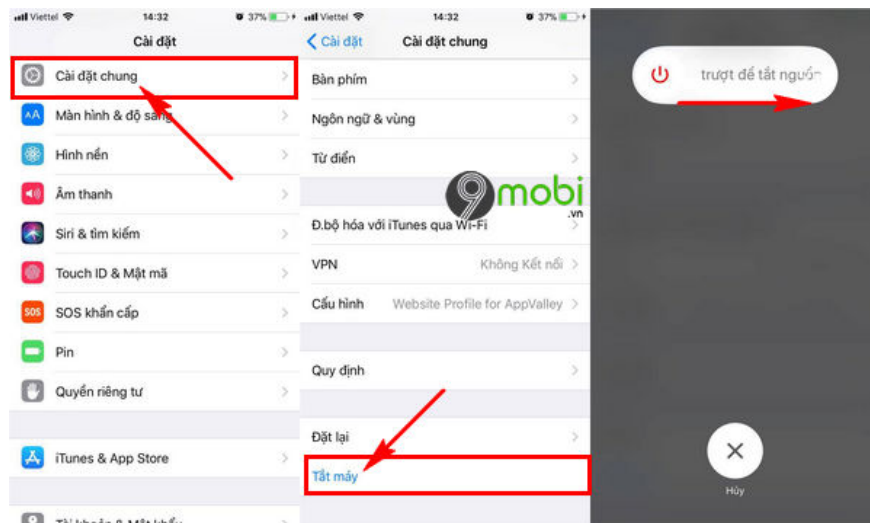 Viettel 14:32 37%
Cài đặt
Cài đặt chung
Màn hình & độ sáng
Hình nền
Âm thanh
Siri & tìm kiếm
Touch ID & Mật mã
SOS
SOS khẩn cấp
Pin
Quyền riêng tư
iTunes & App Store
Viettel 14:32 37%
Cài đặt Cài đặt chung
Bàn phím
Ngôn ngữ & vùng
Từ điển
9mobi
.vn
Đ.bộ hóa với iTunes qua Wi-Fi
VPN Không Kết nối
Cấu hình Website Profile for AppValley
Quy định
Đặt lại
Tắt máy
trượt để tắt nguồn
Hủy